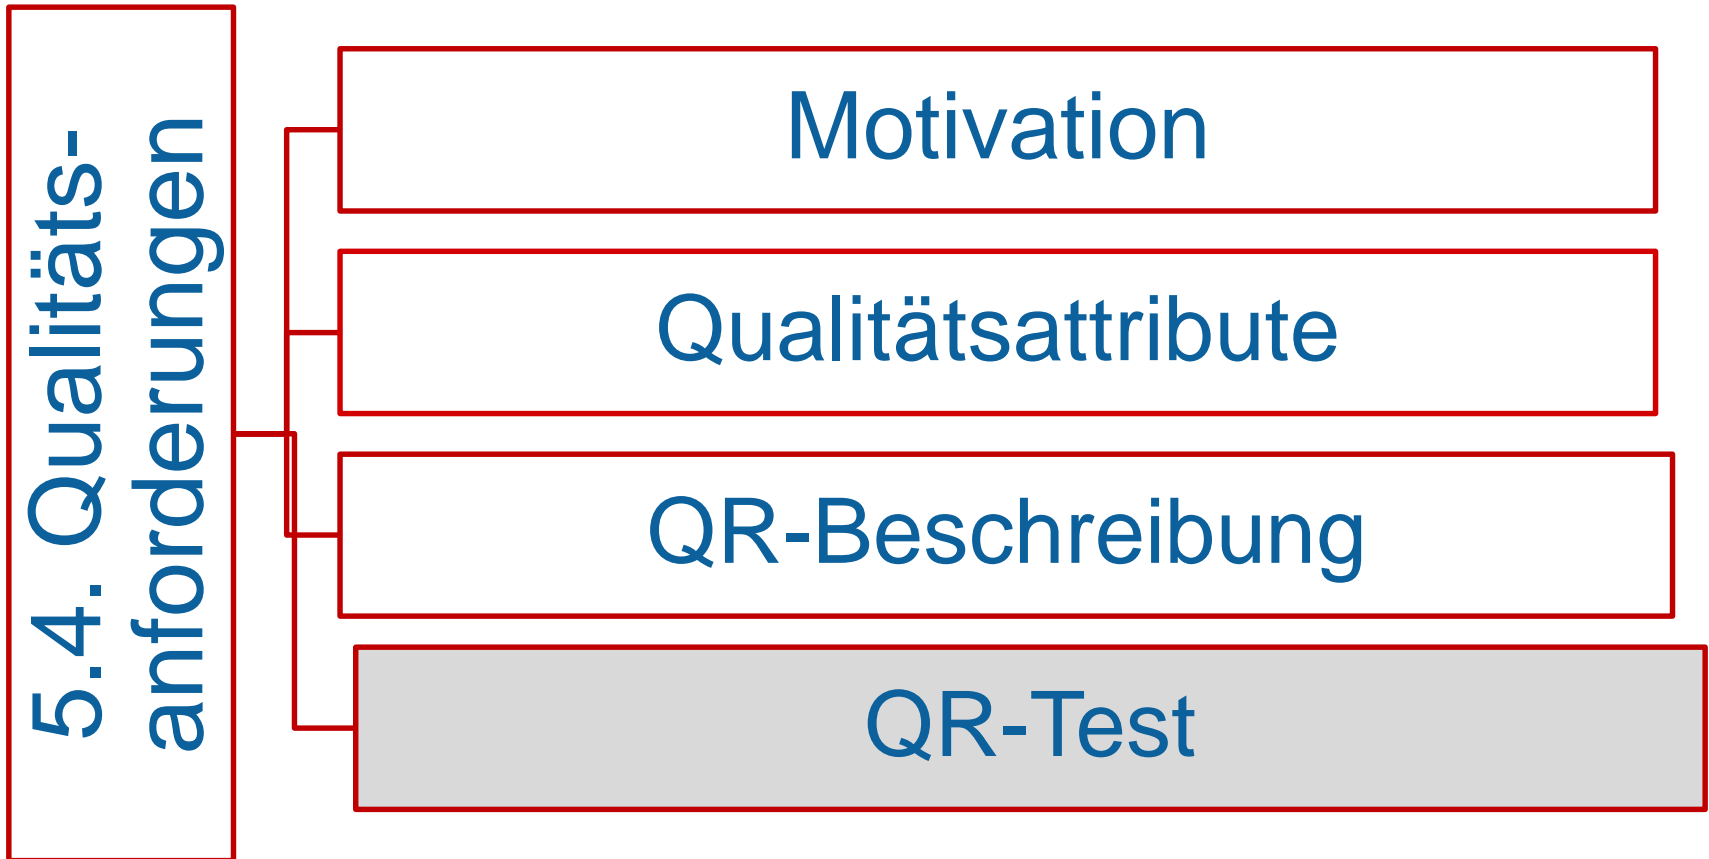 5.4. Qualitäts-
anforderungen
Motivation
Qualitätsattribute
QR-Beschreibung
QR-Test